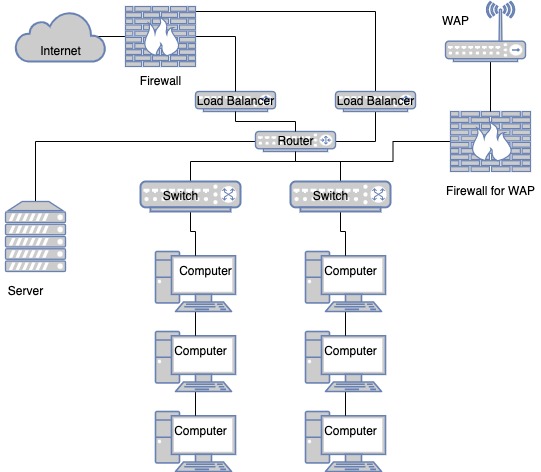 WAP
Internet
Firewall
Load Balancer
Load Balancer
Router
Firewall for WAP
Switch
Switch
Server
Computer
Computer
Computer
Computer
Computer
Computer